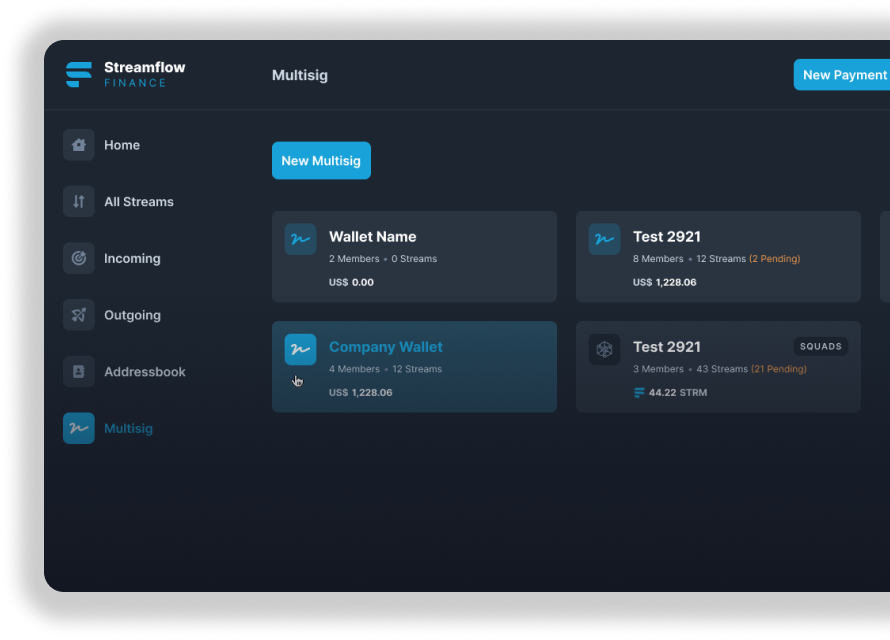 Streamflow
FINANCE
Multisig
New Payment
Home
All Streams
Incoming
Outgoing
Addressbook
Multisig
New Multisig
Wallet Name
2 Members • 0 Streams
US$ 0.00
Test 2921
8 Members • 12 Streams (2 Pending)
US$ 1,228.06
Company Wallet
4 Members • 12 Streams
US$ 1,228.06
Test 2921
SQUADS
3 Members • 43 Streams (21 Pending)
44.22 STRM